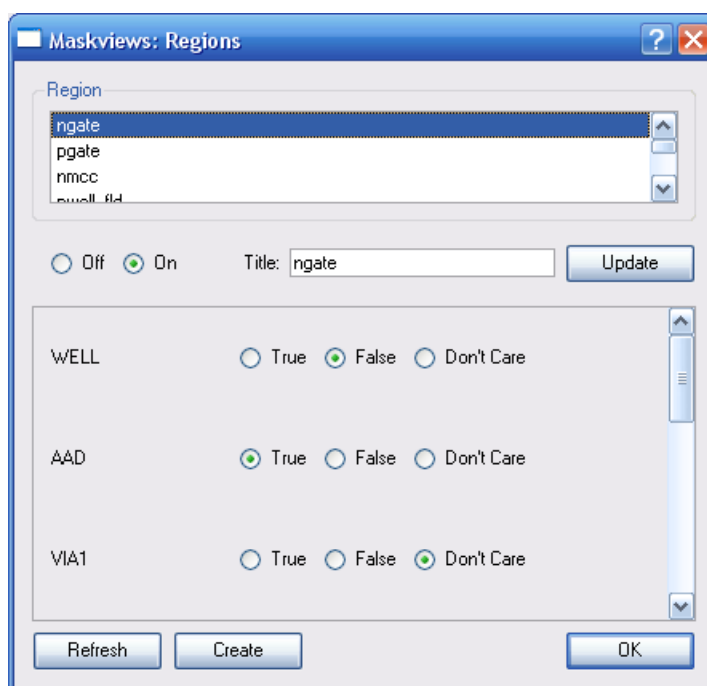 Maskviews: Regions
Region
ngate
pgate
nmcc
pwell_fld
Off On Title: ngate Update
WELL True False Don't Care
AAD True False Don't Care
VIA1 True False Don't Care
Refresh Create OK